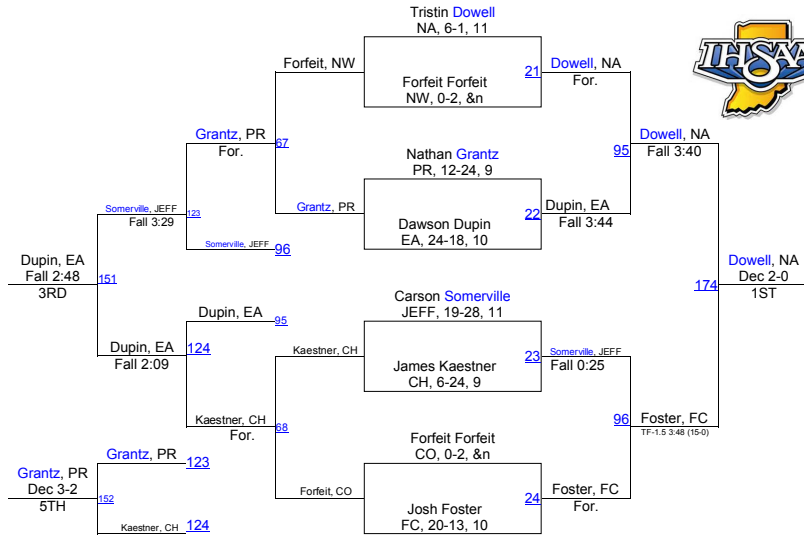 Tristin Dowell
NA, 6-1, 11
Forfeit, NW
Forfeit Forfeit
NW, 0-2, &n
21
Dowell, NA
For.
IHSAA
Grantz, PR
For.
67
Nathan Grantz
PR, 12-24, 9
95
Dowell, NA
Fall 3:40
Grantz, PR
Dawson Dupin
EA, 24-18, 10
22
Dupin, EA
Fall 3:44
Somerville, JEFF
Fall 3:29
123
Somerville, JEFF
96
Dupin, EA
Fall 2:48
3RD
151
Dowell, NA
Dec 2-0
1ST
174
Carson Somerville
JEFF, 19-28, 11
Dupin, EA
95
Dupin, EA
Fall 2:09
124
Kaestner, CH
James Kaestner
CH, 6-24, 9
23
Somerville, JEFF
Fall 0:25
Kaestner, CH
For.
68
96
Foster, FC
TF-1.5 3:48 (15-0)
Forfeit Forfeit
CO, 0-2, &n
Grantz, PR
123
Grantz, PR
Dec 3-2
5TH
152
Forfeit, CO
Josh Foster
FC, 20-13, 10
24
Foster, FC
For.
Kaestner, CH
124